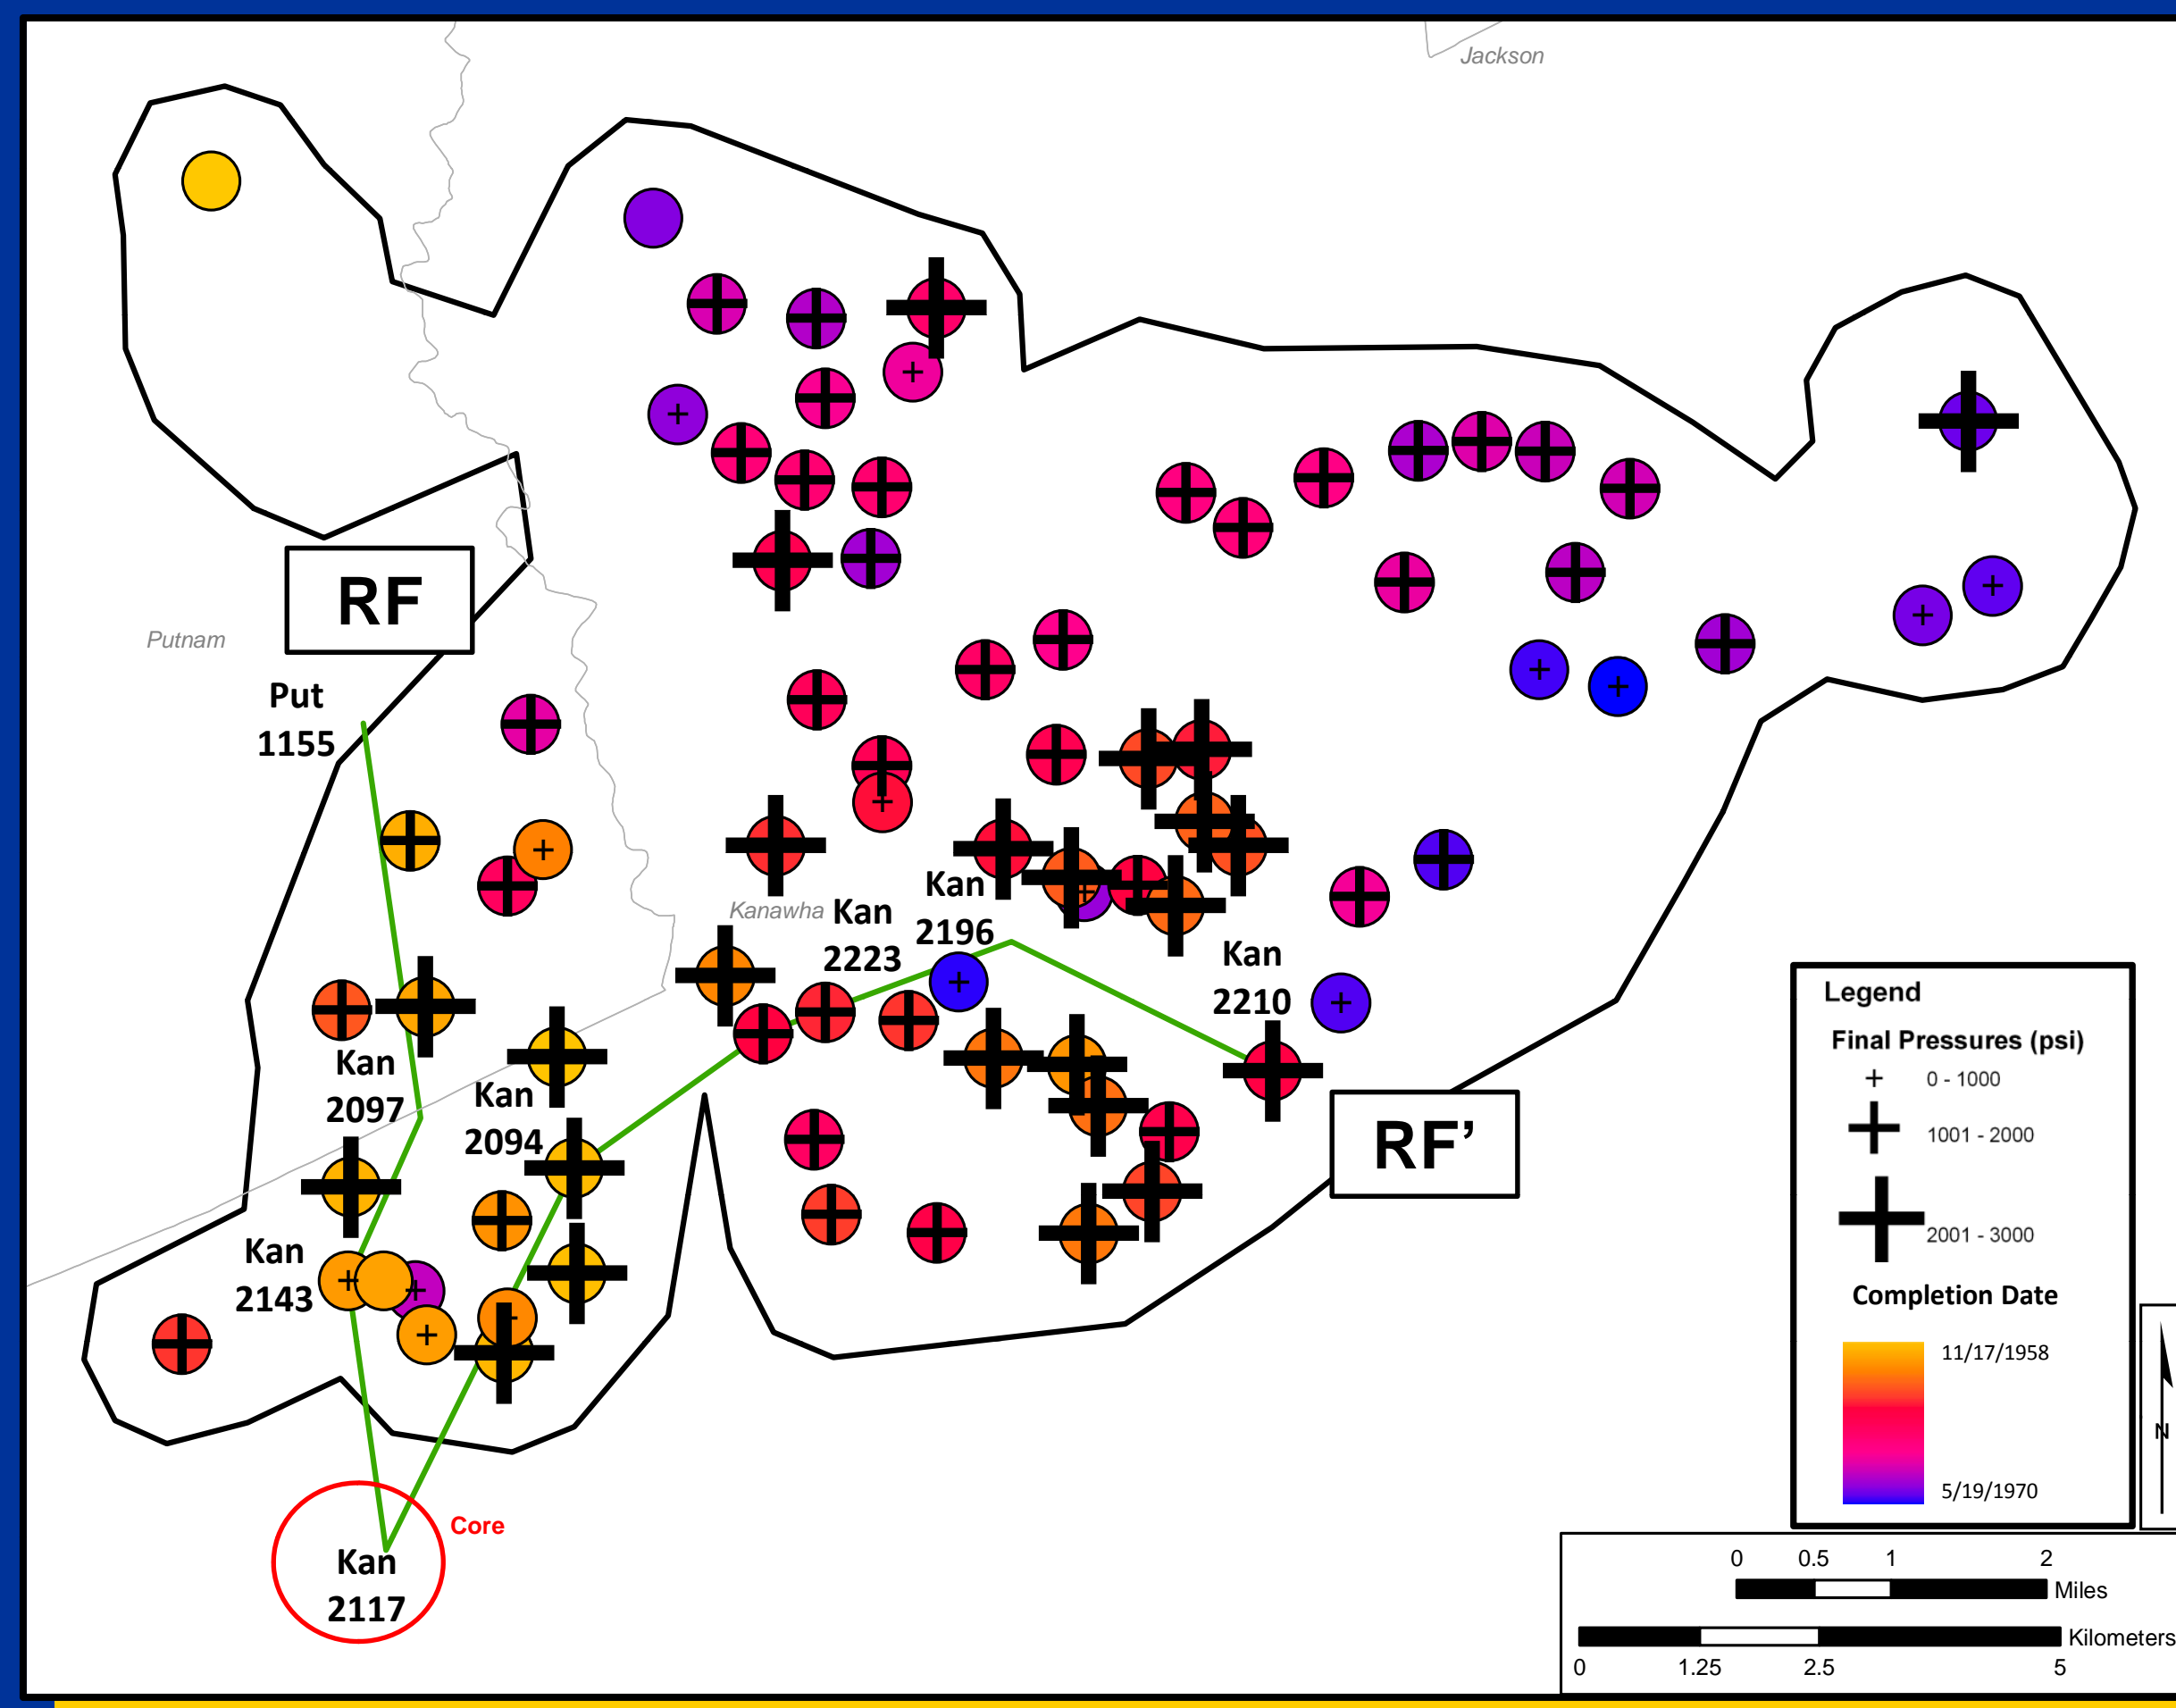 Jackson
RF
Putnam
Put
1155
Kanawha
Kan
2196
Kan
2223
Kan
2210
Kan
2097
Kan
2094
Kan
2143
RF’
Core
Kan
2117
Legend
Final Pressures (psi)
0 - 1000
1001 - 2000
2001 - 3000
Completion Date
11/17/1958
5/19/1970
N
0 0.5 1 2
Miles
Kilometers
0 1.25 2.5 5